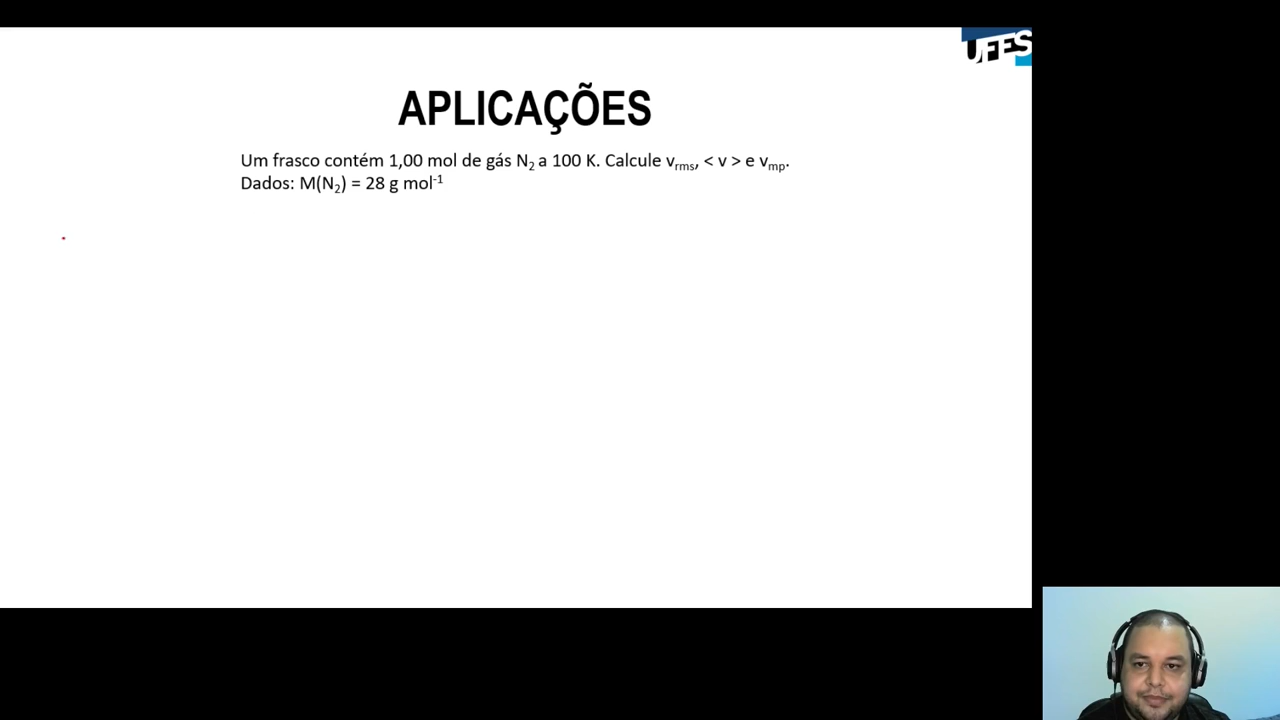 UFES
APLICAÇÕES
Um frasco contém 1,00 mol de gás N₂ a 100 K. Calcule vᵣₘₛ, < v > e vₘₚ.
Dados: M(N₂) = 28 g mol⁻¹